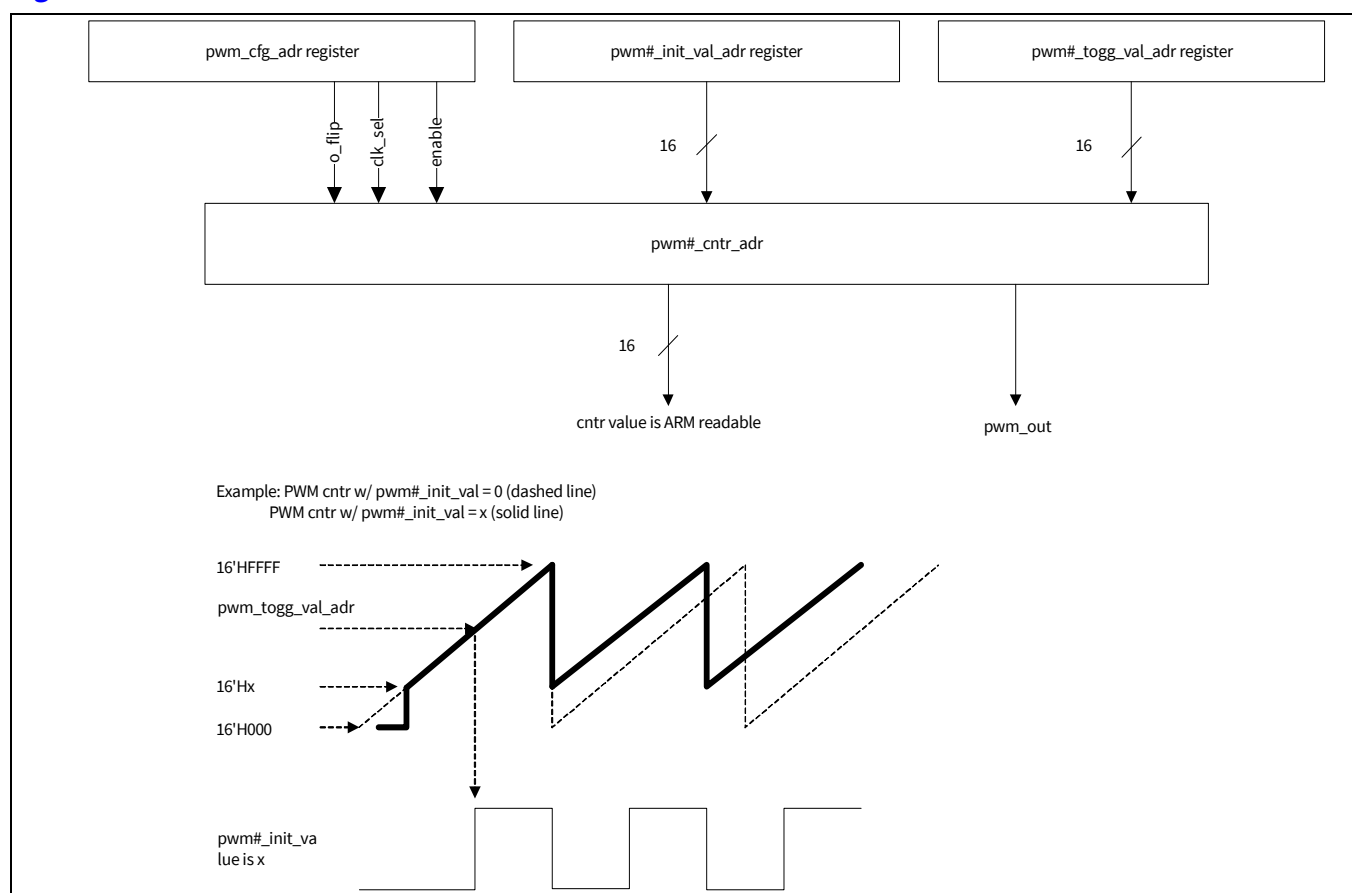 pwm_cfg_adr register
pwm#_init_val_adr register
pwm#_togg_val_adr register
o_flip
clk_sel
enable
16
16
pwm#_cntr_adr
16
cntr value is ARM readable
pwm_out
Example: PWM cntr w/ pwm#_init_val = 0 (dashed line)
PWM cntr w/ pwm#_init_val = x (solid line)
16'HFFFF
pwm_togg_val_adr
16'Hx
16'H000
pwm#_init_va
lue is x